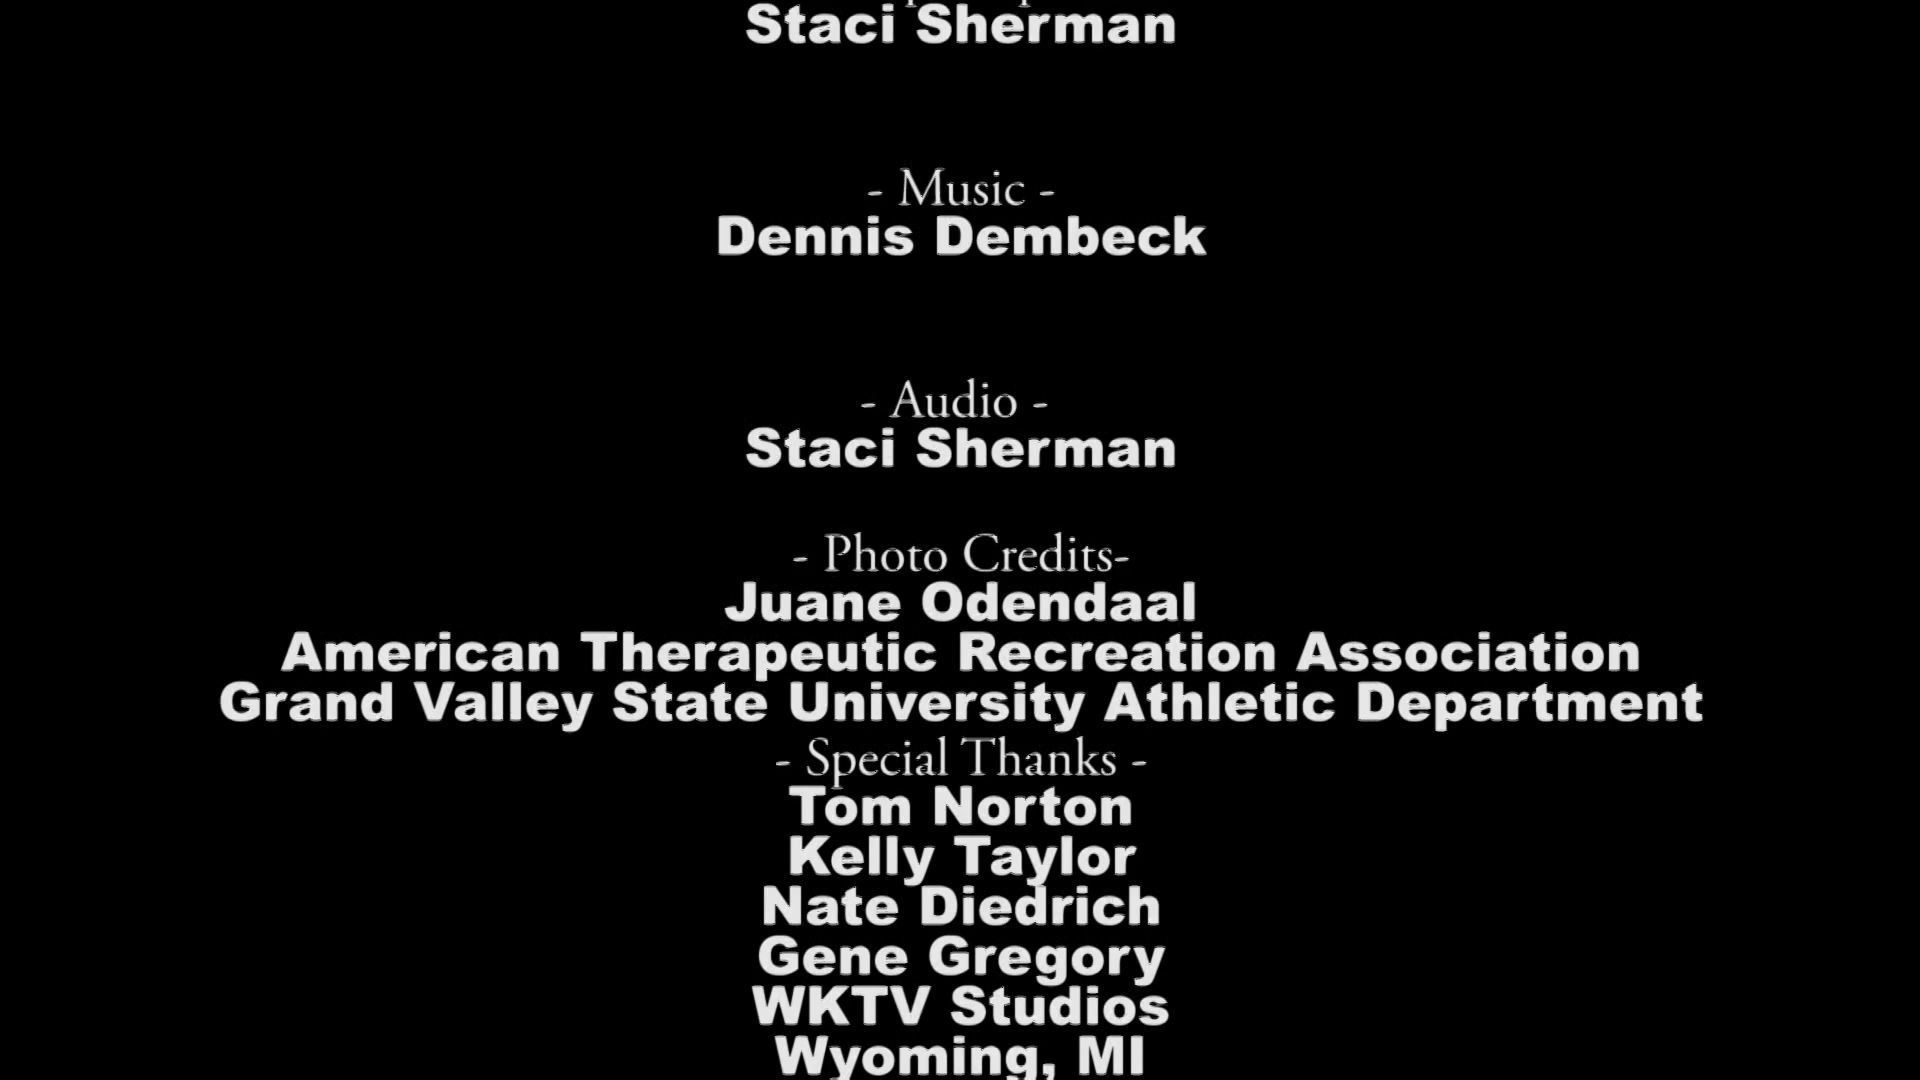 Staci Sherman
- Music -
Dennis Dembeck
- Audio -
Staci Sherman
- Photo Credits-
Juane Odendaal
American Therapeutic Recreation Association
Grand Valley State University Athletic Department
- Special Thanks -
Tom Norton
Kelly Taylor
Nate Diedrich
Gene Gregory
WKTV Studios
Wyoming, MI